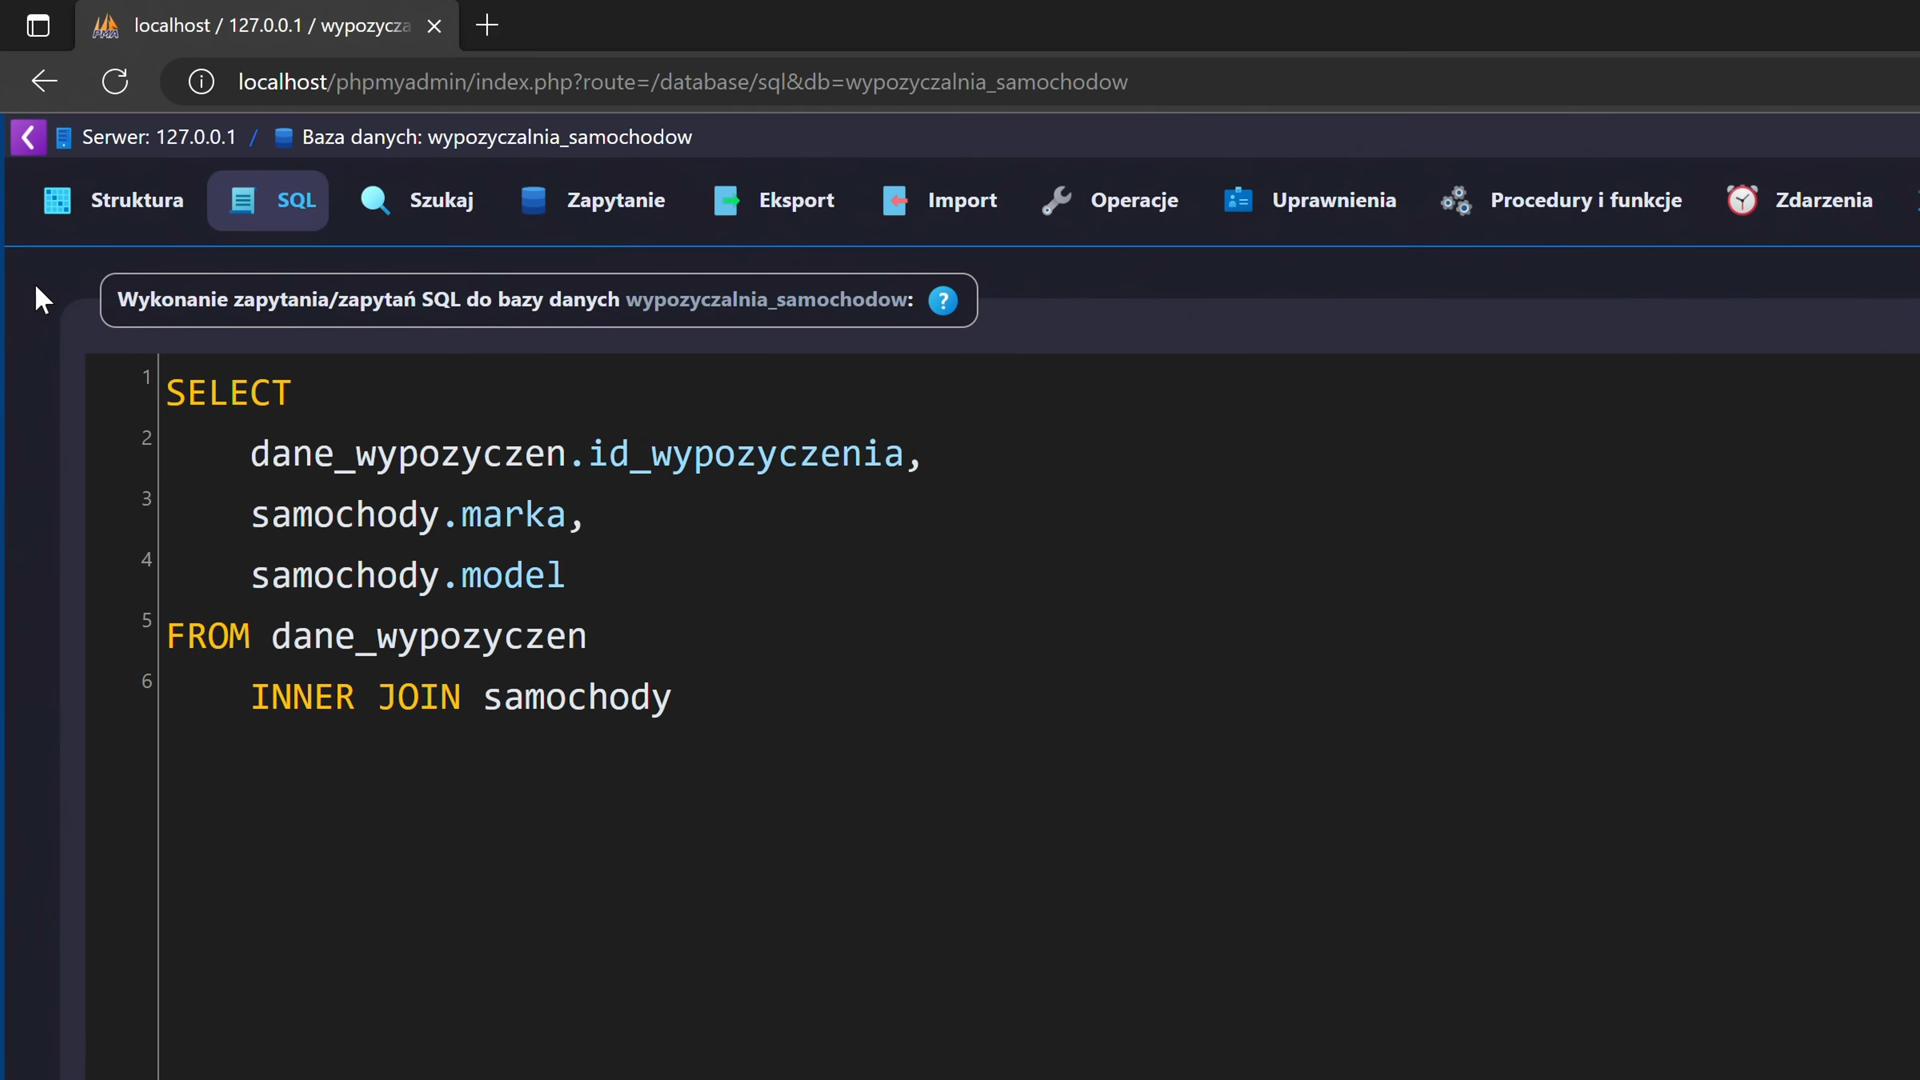 localhost / 127.0.0.1 / wypozycza
localhost/phpmyadmin/index.php?route=/database/sql&db=wypozyczalnia_samochodow
Serwer: 127.0.0.1 / Baza danych: wypozyczalnia_samochodow
Struktura SQL Szukaj Zapytanie Eksport Import Operacje Uprawnienia Procedury i funkcje Zdarzenia
Wykonanie zapytania/zapytań SQL do bazy danych wypozyczalnia_samochodow: ?
1 SELECT
2 dane_wypozyczen.id_wypozyczenia,
3 samochody.marka,
4 samochody.model
5 FROM dane_wypozyczen
6 INNER JOIN samochody